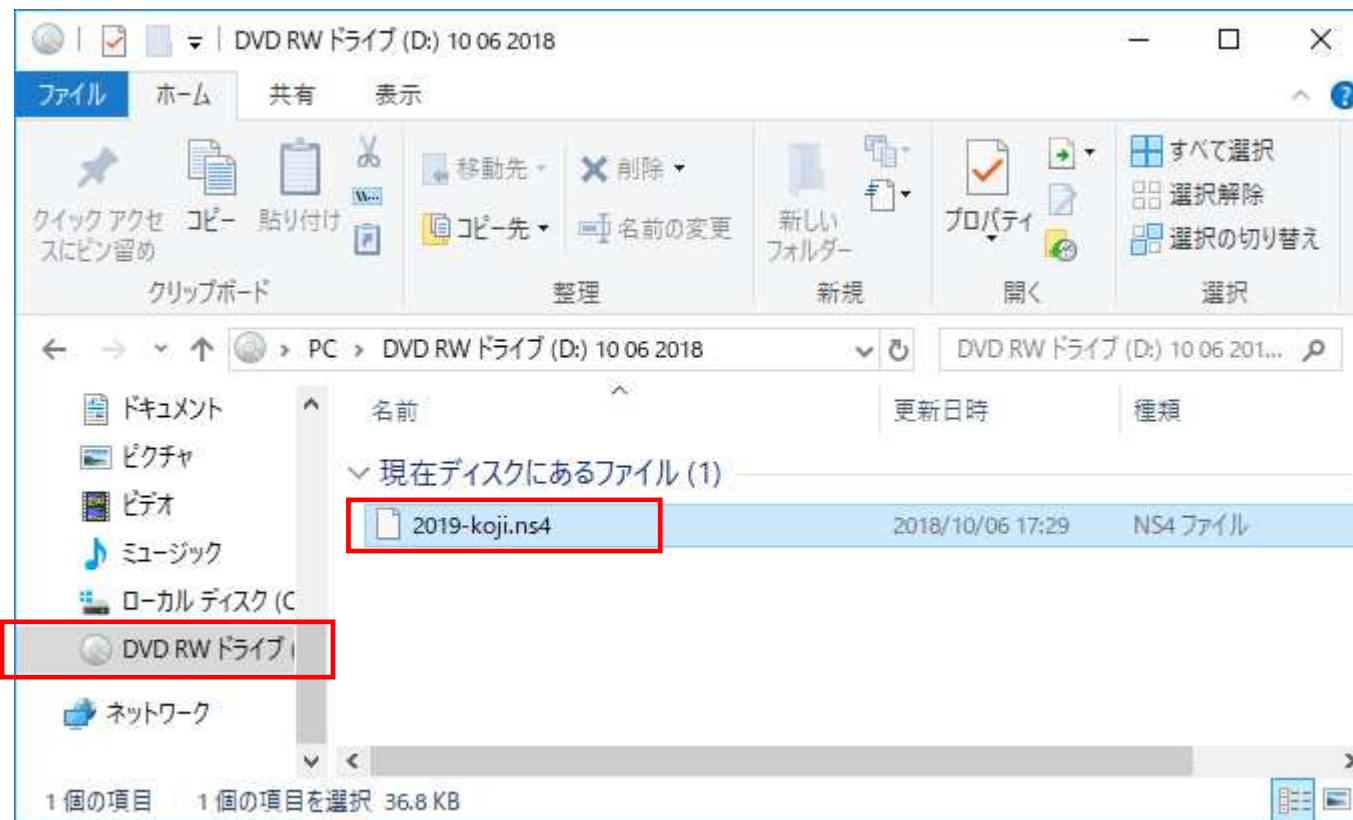 DVD RW ドライブ (D:) 10 06 2018
ファイル ホーム 共有 表示
クイック アクセスにピン留め
コピー
貼り付け
クリップボード
移動先
コピー先
削除
名前の変更
整理
新しいフォルダー
新規
プロパティ
開く
すべて選択
選択解除
選択の切り替え
選択
PC › DVD RW ドライブ (D:) 10 06 2018
DVD RW ドライブ (D:) 10 06 201...
ドキュメント
ピクチャ
ビデオ
ミュージック
ローカル ディスク (C
DVD RW ドライブ (
ネットワーク
名前 更新日時 種類
現在ディスクにあるファイル (1)
2019-koji.ns4 2018/10/06 17:29 NS4 ファイル
1 個の項目 1 個の項目を選択 36.8 KB